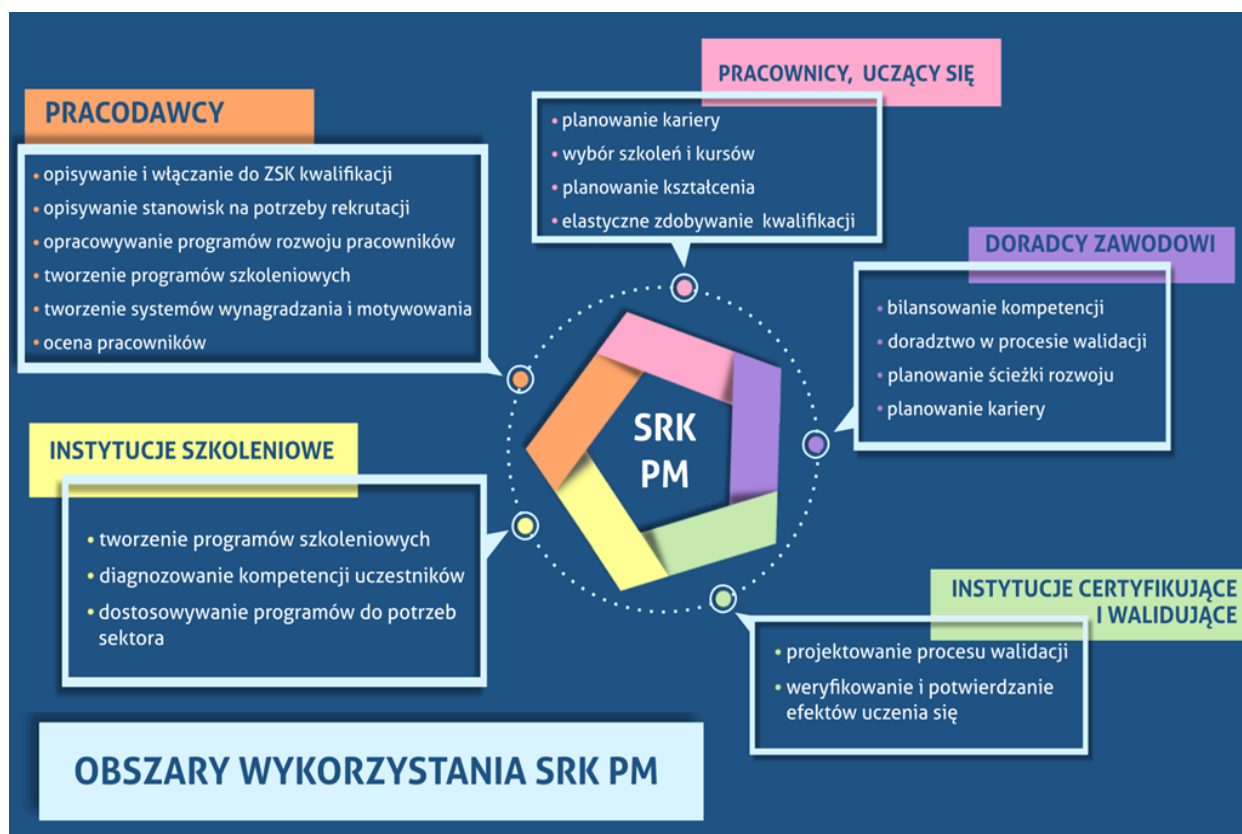 PRACODAWCY
• opisywanie i włączanie do ZSK kwalifikacji
• opisywanie stanowisk na potrzeby rekrutacji
• opracowywanie programów rozwoju pracowników
• tworzenie programów szkoleniowych
• tworzenie systemów wynagradzania i motywowania
• ocena pracowników
PRACOWNICY, UCZĄCY SIĘ
• planowanie kariery
• wybór szkoleń i kursów
• planowanie kształcenia
• elastyczne zdobywanie kwalifikacji
DORADCY ZAWODOWI
• bilansowanie kompetencji
• doradztwo w procesie walidacji
• planowanie ścieżki rozwoju
• planowanie kariery
SRK
PM
INSTYTUCJE SZKOLENIOWE
• tworzenie programów szkoleniowych
• diagnozowanie kompetencji uczestników
• dostosowywanie programów do potrzeb
sektora
INSTYTUCJE CERTYFIKUJĄCE
I WALIDUJĄCE
• projektowanie procesu walidacji
• weryfikowanie i potwierdzanie
efektów uczenia się
OBSZARY WYKORZYSTANIA SRK PM